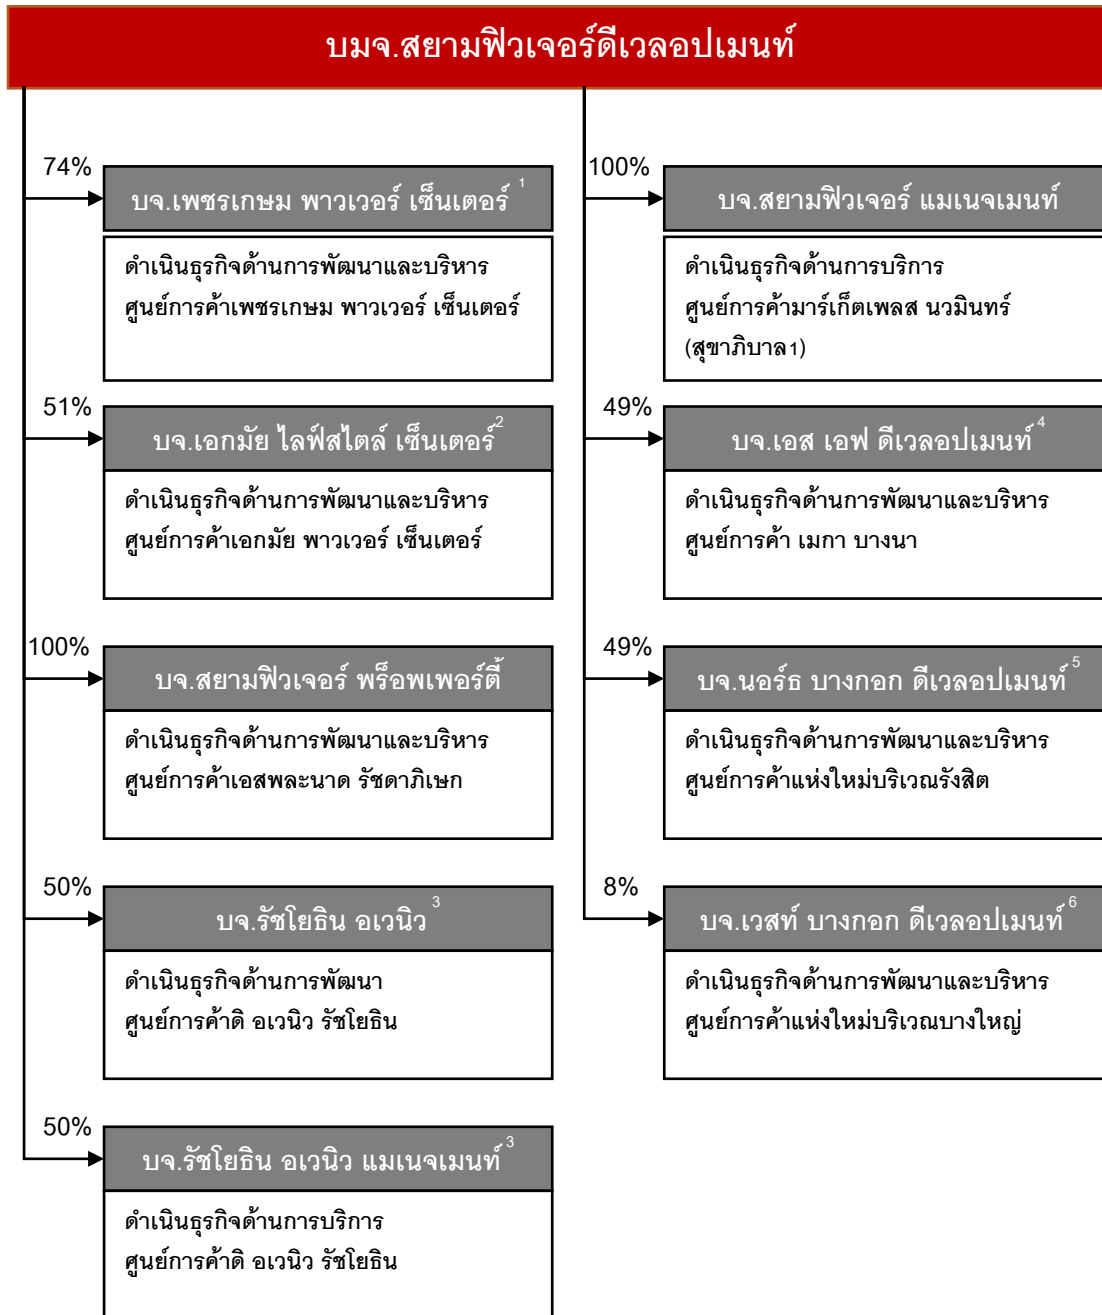 บมจ.สยามฟิวเจอร์ดีเวลอปเมนท์
74%
บจ.เพชรเกษม พาวเวอร์ เซ็นเตอร์ 1
ดำเนินธุรกิจด้านการพัฒนาและบริหาร
ศูนย์การค้าเพชรเกษม พาวเวอร์ เซ็นเตอร์
51%
บจ.เอกมัย ไลฟ์สไตล์ เซ็นเตอร์ 2
ดำเนินธุรกิจด้านการพัฒนาและบริหาร
ศูนย์การค้าเอกมัย พาวเวอร์ เซ็นเตอร์
100%
บจ.สยามฟิวเจอร์ พร็อพเพอร์ตี้
ดำเนินธุรกิจด้านการพัฒนาและบริหาร
ศูนย์การค้าเอสพละนาด รัชดาภิเษก
50%
บจ.รัชโยธิน อเวนิว 3
ดำเนินธุรกิจด้านการพัฒนา
ศูนย์การค้าดิ อเวนิว รัชโยธิน
50%
บจ.รัชโยธิน อเวนิว แมเนจเมนท์ 3
ดำเนินธุรกิจด้านการบริการ
ศูนย์การค้าดิ อเวนิว รัชโยธิน
100%
บจ.สยามฟิวเจอร์ แมเนจเมนท์
ดำเนินธุรกิจด้านการบริการ
ศูนย์การค้ามาร์เก็ตเพลส นวมินทร์
(สุขาภิบาล1)
49%
บจ.เอส เอฟ ดีเวลอปเมนท์ 4
ดำเนินธุรกิจด้านการพัฒนาและบริหาร
ศูนย์การค้า เมกา บางนา
49%
บจ.นอร์ธ บางกอก ดีเวลอปเมนท์ 5
ดำเนินธุรกิจด้านการพัฒนาและบริหาร
ศูนย์การค้าแห่งใหม่บริเวณรังสิต
8%
บจ.เวสท์ บางกอก ดีเวลอปเมนท์ 6
ดำเนินธุรกิจด้านการพัฒนาและบริหาร
ศูนย์การค้าแห่งใหม่บริเวณบางใหญ่